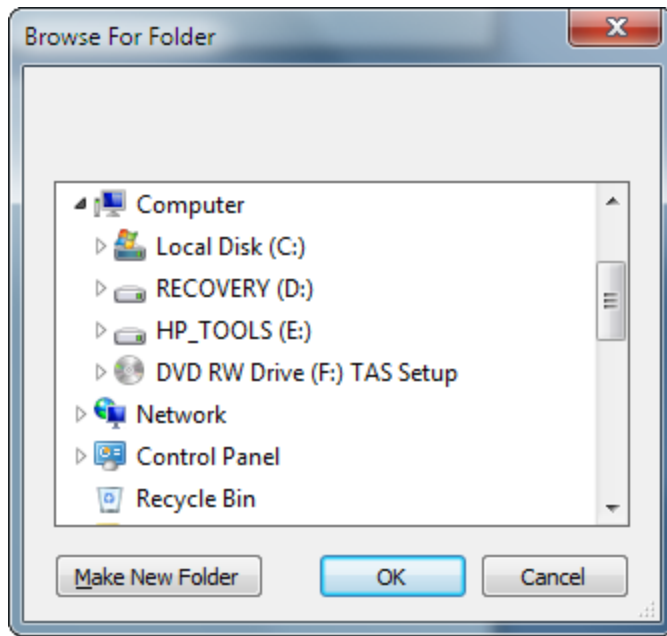 Browse For Folder
Computer
Local Disk (C:)
RECOVERY (D:)
HP_TOOLS (E:)
DVD RW Drive (F:) TAS Setup
Network
Control Panel
Recycle Bin
Make New Folder OK Cancel